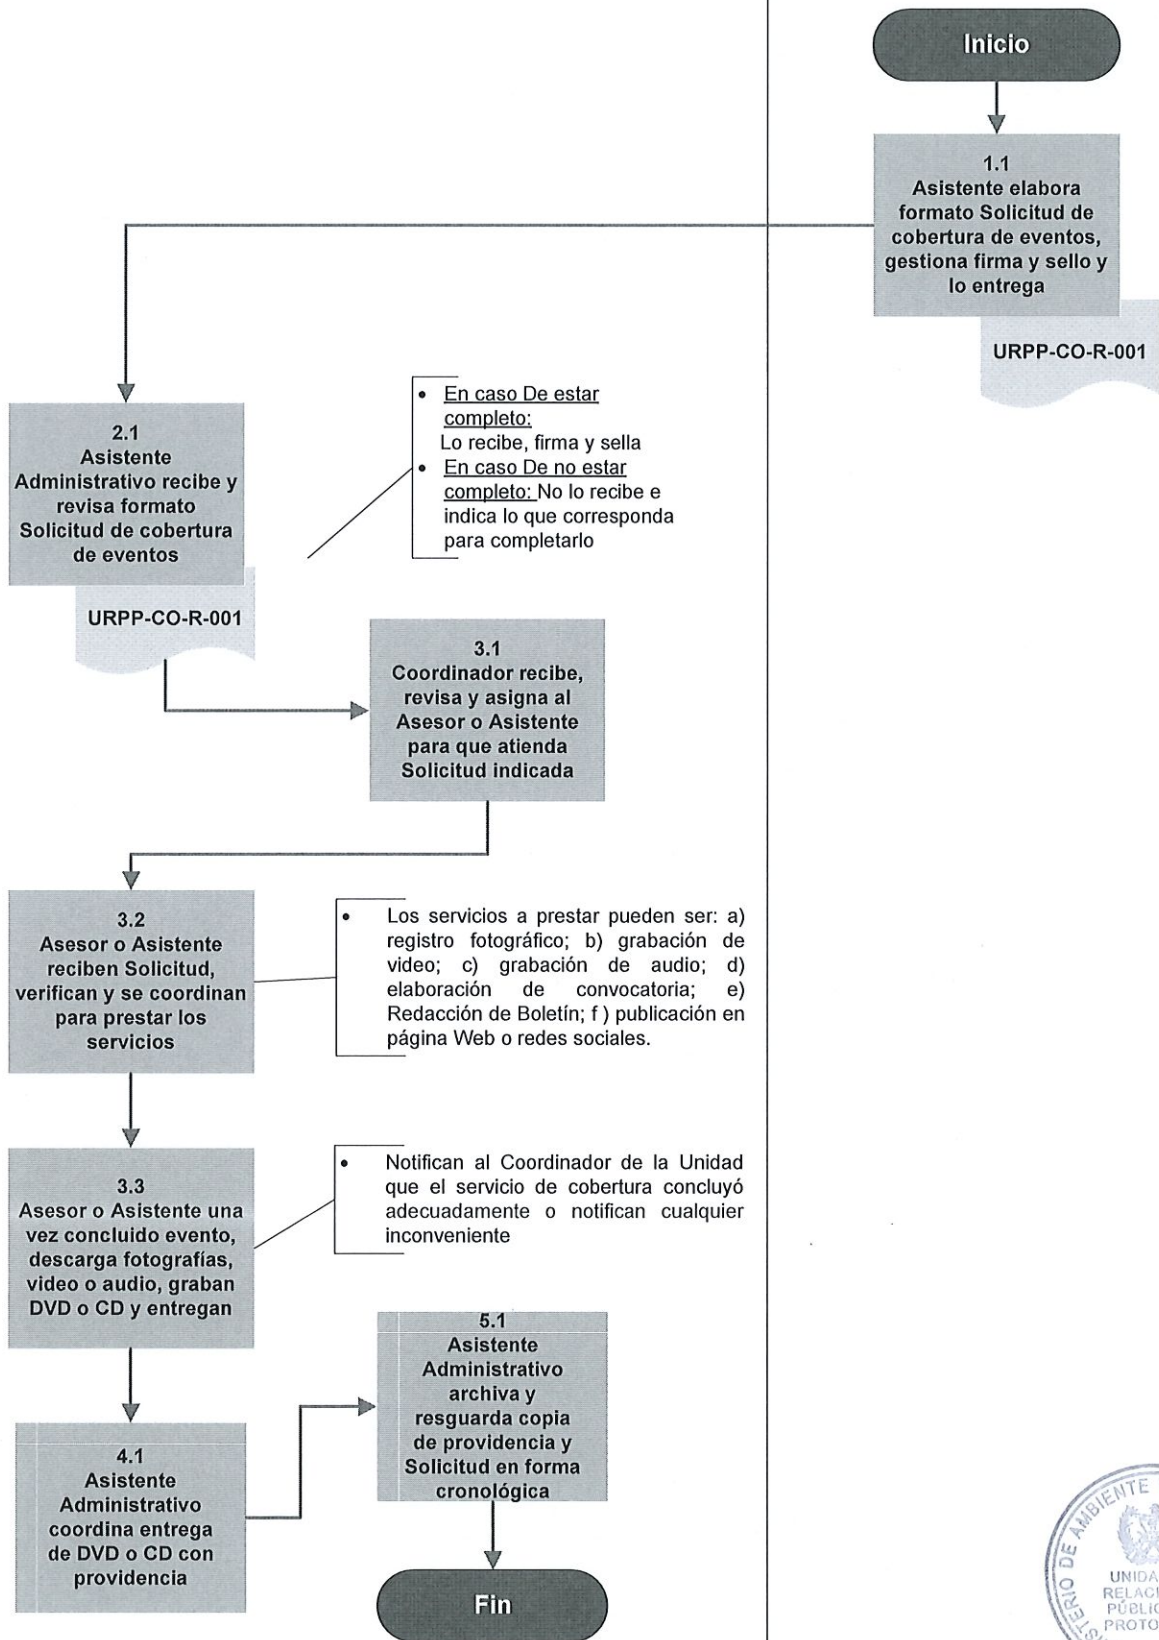 Inicio
1.1
Asistente elabora
formato Solicitud de
cobertura de eventos,
gestiona firma y sello y
lo entrega
URPP-CO-R-001
2.1
Asistente
Administrativo recibe y
revisa formato
Solicitud de cobertura
de eventos
URPP-CO-R-001
• En caso De estar
completo:
Lo recibe, firma y sella
• En caso De no estar
completo: No lo recibe e
indica lo que corresponda
para completarlo
3.1
Coordinador recibe,
revisa y asigna al
Asesor o Asistente
para que atienda
Solicitud indicada
3.2
Asesor o Asistente
reciben Solicitud,
verifican y se coordinan
para prestar los
servicios
• Los servicios a prestar pueden ser: a)
registro fotográfico; b) grabación de
video; c) grabación de audio; d)
elaboración de convocatoria; e)
Redacción de Boletín; f ) publicación en
página Web o redes sociales.
3.3
Asesor o Asistente una
vez concluido evento,
descarga fotografías,
video o audio, graban
DVD o CD y entregan
• Notifican al Coordinador de la Unidad
que el servicio de cobertura concluyó
adecuadamente o notifican cualquier
inconveniente
4.1
Asistente
Administrativo
coordina entrega
de DVD o CD con
providencia
5.1
Asistente
Administrativo
archiva y
resguarda copia
de providencia y
Solicitud en forma
cronológica
Fin
DE AMBIENTE